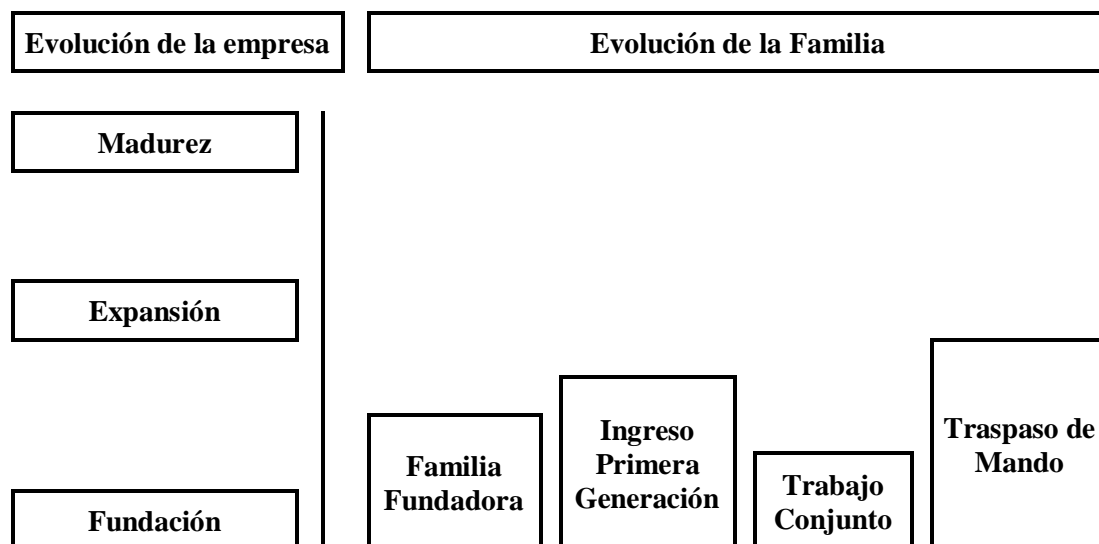 Evolución de la empresa
Evolución de la Familia
Madurez
Expansión
Fundación
Familia
Fundadora
Ingreso
Primera
Generación
Trabajo
Conjunto
Traspaso de
Mando